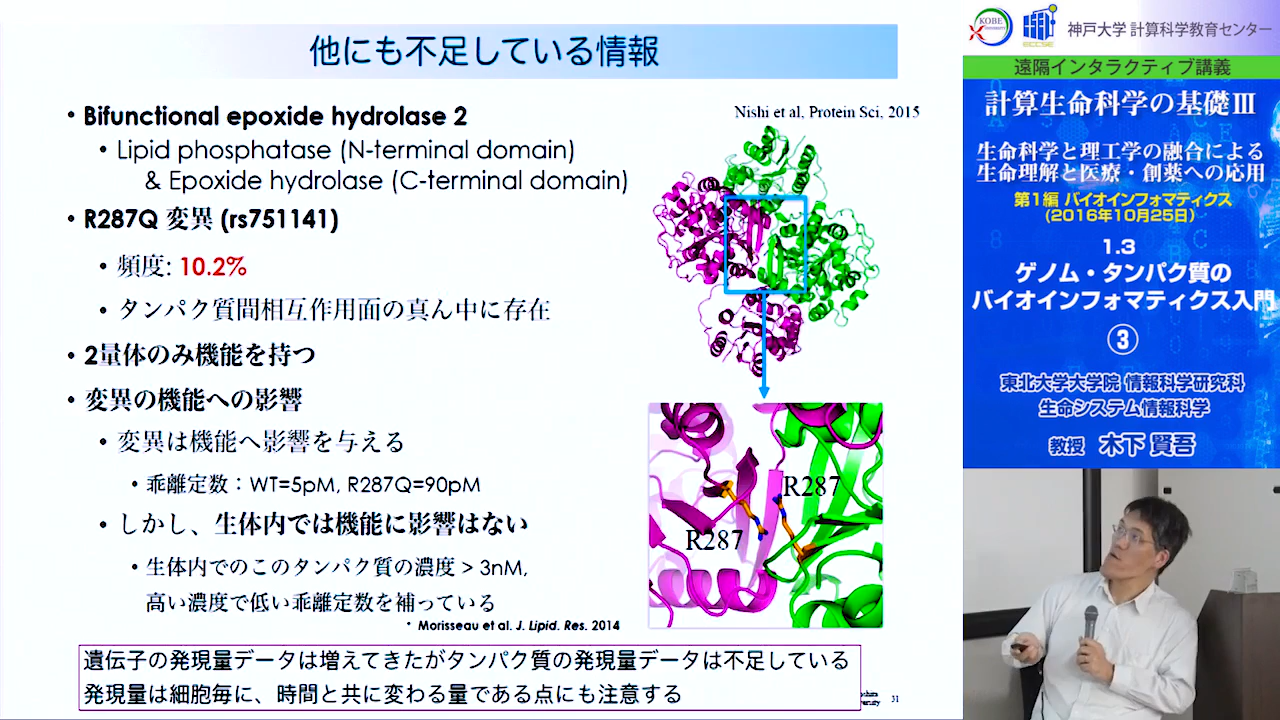 他にも不足している情報
• Bifunctional epoxide hydrolase 2
• Lipid phosphatase (N-terminal domain)
& Epoxide hydrolase (C-terminal domain)
• R287Q 変異 (rs751141)
• 頻度: 10.2%
• タンパク質間相互作用面の真ん中に存在
• 2量体のみ機能を持つ
• 変異の機能への影響
• 変異は機能へ影響を与える
• 乖離定数：WT=5pM, R287Q=90pM
• しかし、生体内では機能に影響はない
• 生体内でのこのタンパク質の濃度 > 3nM,
高い濃度で低い乖離定数を補っている
• Morisseau et al. J. Lipid. Res. 2014
Nishi et al, Protein Sci, 2015
R287
R287
遺伝子の発現量データは増えてきたがタンパク質の発現量データは不足している
発現量は細胞毎に、時間と共に変わる量である点にも注意する
31
KOBE
神戸大学 計算科学教育センター
遠隔インタラクティブ講義
計算生命科学の基礎Ⅲ
生命科学と理工学の融合による
生命理解と医療・創薬への応用
第1編 バイオインフォマティクス
（2016年10月25日）
1.3
ゲノム・タンパク質の
バイオインフォマティクス入門
③
東北大学大学院 情報科学研究科
生命システム情報科学
教授 木下 賢吾